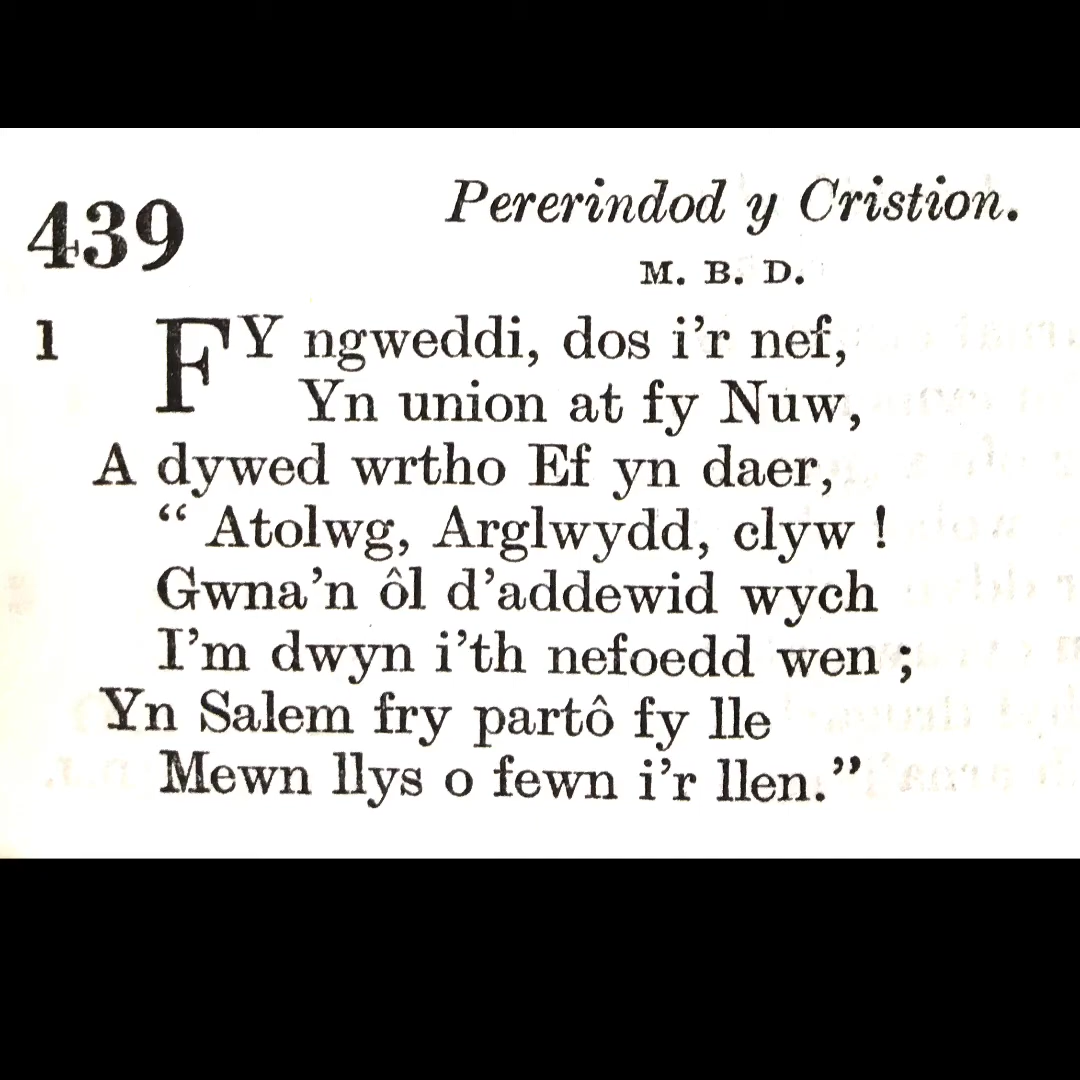 439
Pererindod y Cristion.
M. B. D.
1 FY ngweddi, dos i'r nef,
Yn union at fy Nuw,
A dywed wrtho Ef yn daer,
“ Atolwg, Arglwydd, clyw !
Gwna'n ôl d'addewid wych
I'm dwyn i'th nefoedd wen ;
Yn Salem fry partô fy lle
Mewn llys o fewn i'r llen.”